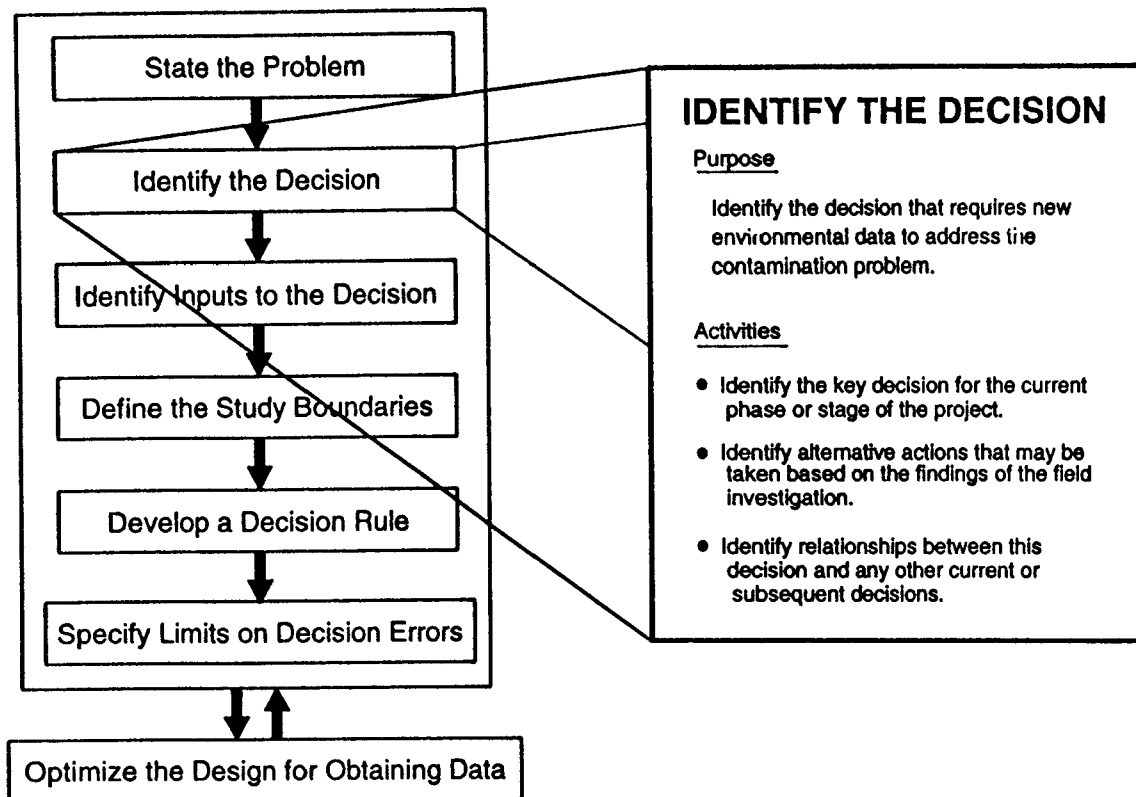 State the Problem
Identify the Decision
Identify Inputs to the Decision
Define the Study Boundaries
Develop a Decision Rule
Specify Limits on Decision Errors
Optimize the Design for Obtaining Data
IDENTIFY THE DECISION
Purpose
Identify the decision that requires new
environmental data to address the
contamination problem.
Activities
● Identify the key decision for the current
phase or stage of the project.
● Identify alternative actions that may be
taken based on the findings of the field
investigation.
● Identify relationships between this
decision and any other current or
subsequent decisions.